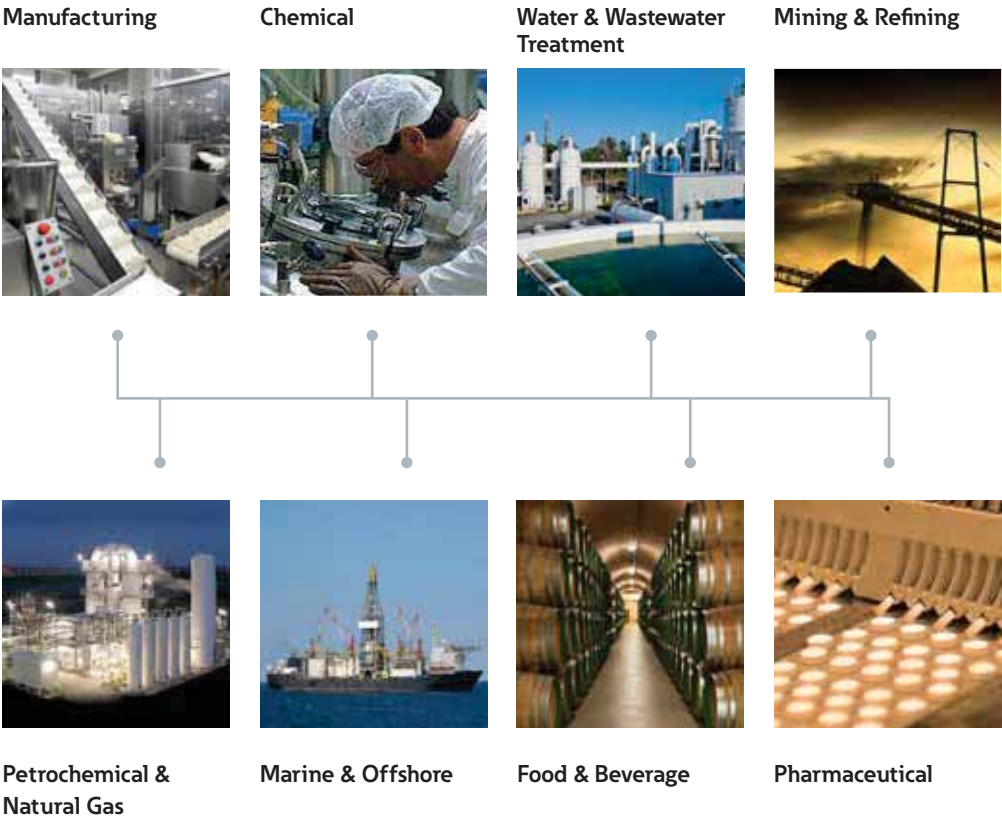 Manufacturing
Chemical
Water & Wastewater
Treatment
Mining & Refining
Petrochemical &
Natural Gas
Marine & Offshore
Food & Beverage
Pharmaceutical